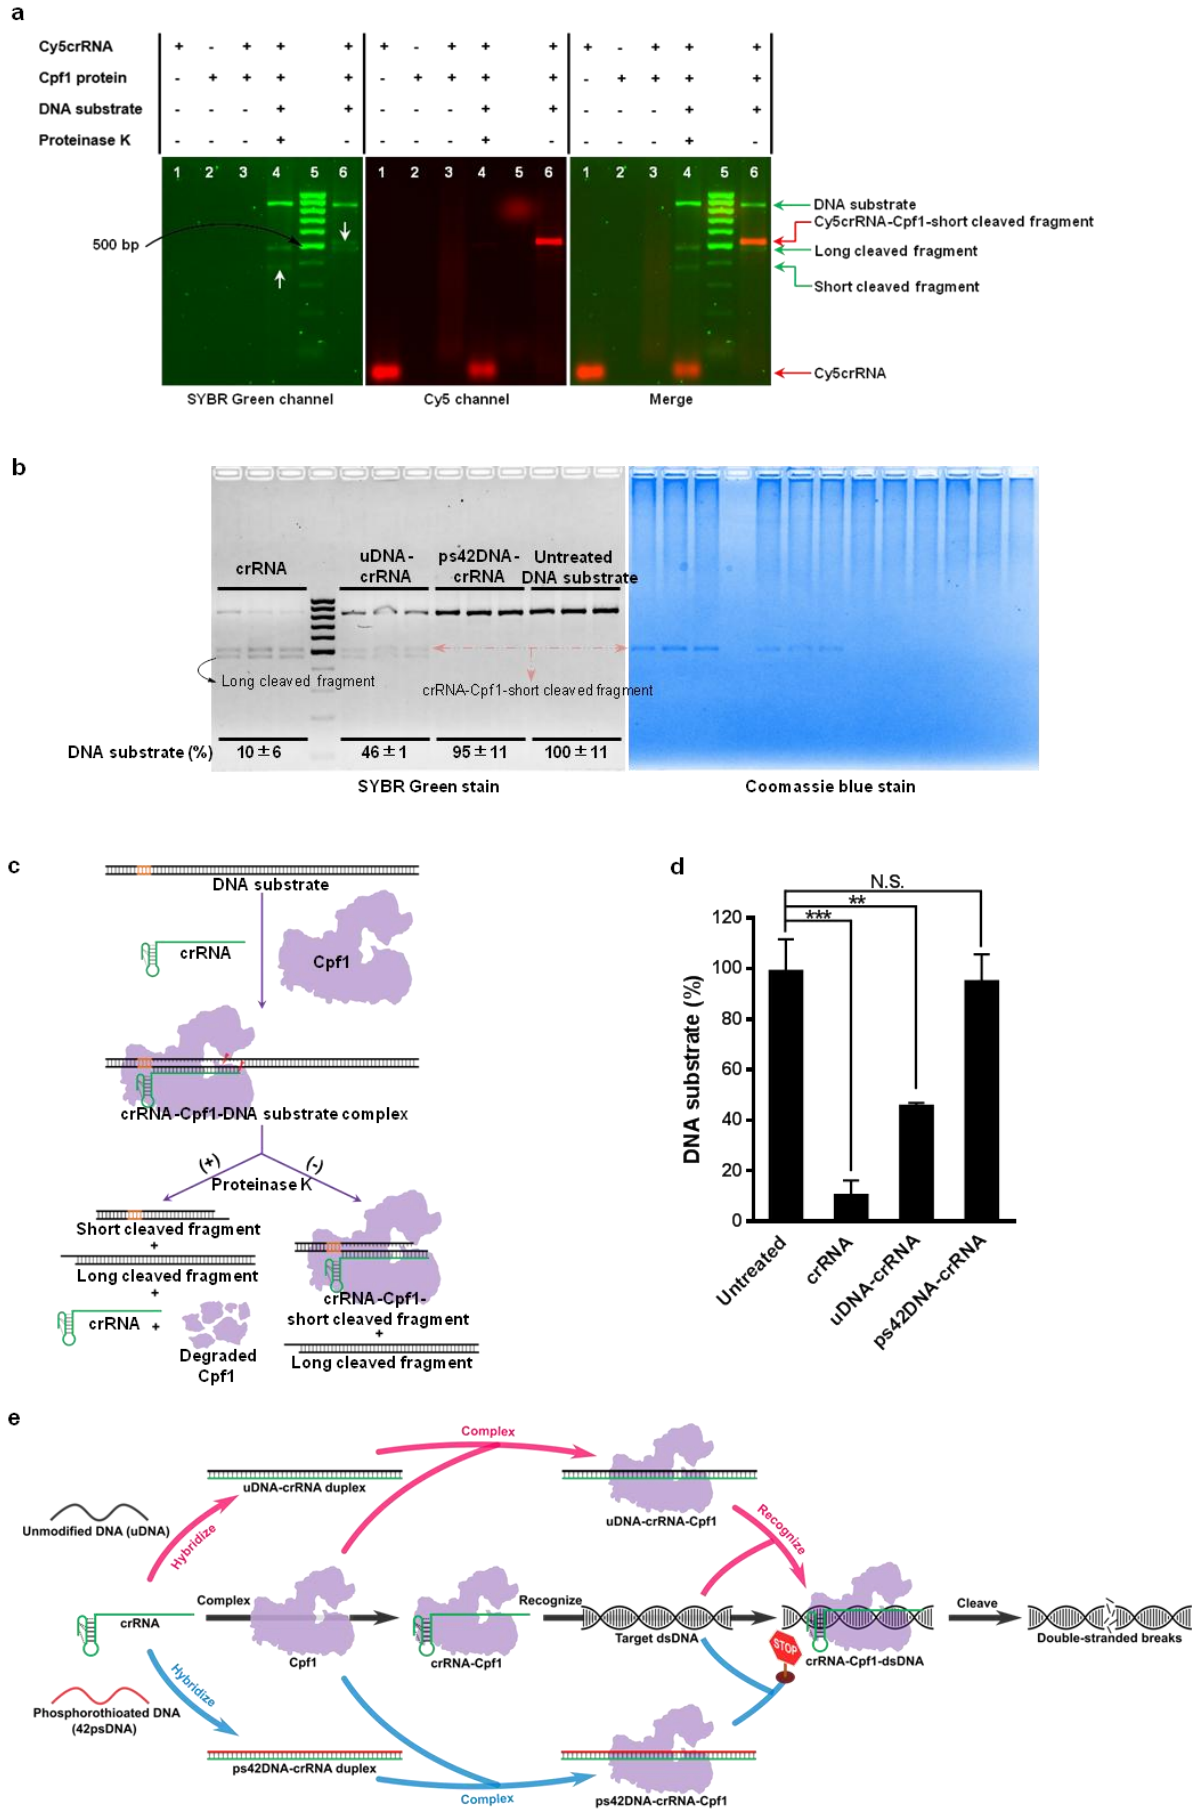 a
Cy5crRNA + - + + + + - + + + + - + + +
Cpf1 protein - + + + + - + + + + - + + + +
DNA substrate - - - + + - - - + + - - - + +
Proteinase K - - - + - - - - + - - - - + -
1 2 3 4 5 6 1 2 3 4 5 6 1 2 3 4 5 6
DNA substrate
Cy5crRNA-Cpf1-short cleaved fragment
500 bp
Long cleaved fragment
Short cleaved fragment
Cy5crRNA
SYBR Green channel Cy5 channel Merge
b
crRNA
uDNA-
crRNA
ps42DNA-
crRNA
Untreated
DNA substrate
Long cleaved fragment
crRNA-Cpf1-short cleaved fragment
DNA substrate (%) 10 ± 6 46 ± 1 95 ± 11 100 ± 11
SYBR Green stain Coomassie blue stain
c
DNA substrate
crRNA
Cpf1
crRNA-Cpf1-DNA substrate complex
(+) (-)
Proteinase K
Short cleaved fragment
+
Long cleaved fragment
+
crRNA +
Degraded
Cpf1
crRNA-Cpf1-
short cleaved fragment
+
Long cleaved fragment
d
N.S.
**
***
120
100
80
60
40
20
0
DNA substrate (%)
Untreated
crRNA
uDNA-crRNA
ps42DNA-crRNA
e
Complex
uDNA-crRNA duplex
uDNA-crRNA-Cpf1
Unmodified DNA (uDNA)
Hybridize
Recognize
Complex
Recognize
Cleave
crRNA
Cpf1
crRNA-Cpf1
Target dsDNA
STOP
crRNA-Cpf1-dsDNA
Double-stranded breaks
Hybridize
Phosphorothioated DNA
(42psDNA)
ps42DNA-crRNA duplex
Complex
ps42DNA-crRNA-Cpf1